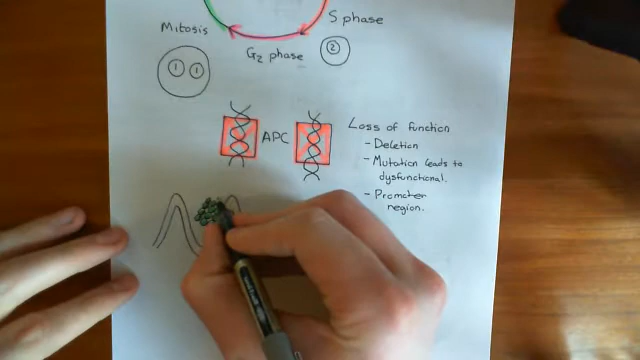 S phase
Mitosis
G2 phase
2
1 1
APC
Loss of function
- Deletion
- Mutation leads to
dysfunctional.
- Promoter
region.